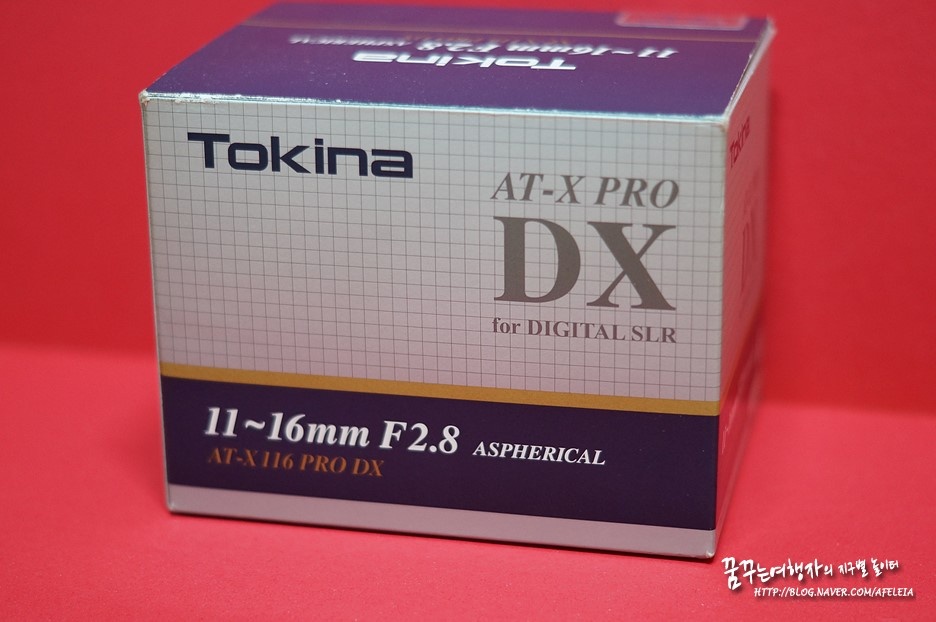 Tokina
11~16mm F2.8 ASPHERICAL
Tokina
AT-X PRO
DX
for DIGITAL SLR
11~16mm F2.8 ASPHERICAL
AT-X 116 PRO DX
Tokina
DX
꿈꾸는여행자의 지구별 놀이터
HTTP://BLOG.NAVER.COM/AFELEIA